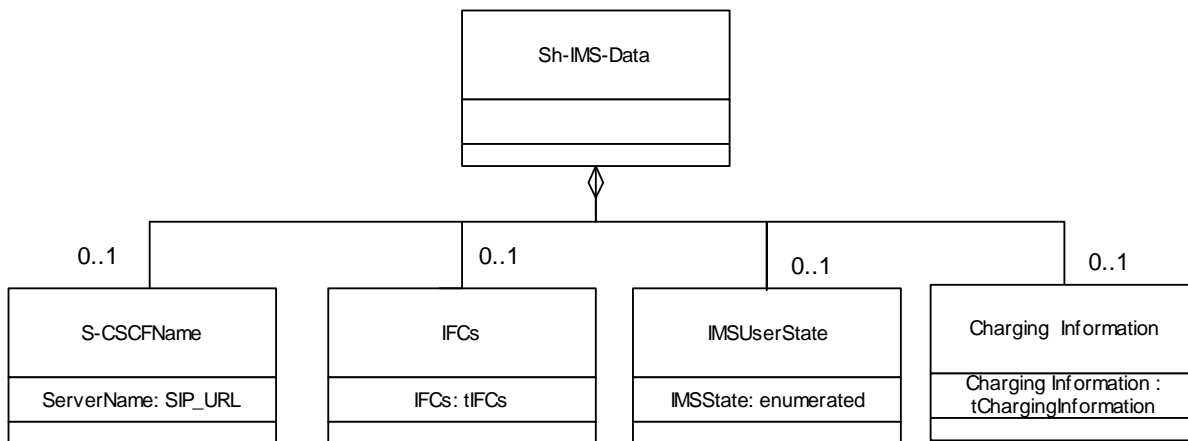 Sh-IMS-Data
0..1
0..1
0..1
0..1
S-CSCFName
IFCs
IMSUserState
Charging Information
ServerName: SIP_URL
IFCs: tIFCs
IMSState: enumerated
Charging Information :
tChargingInformation